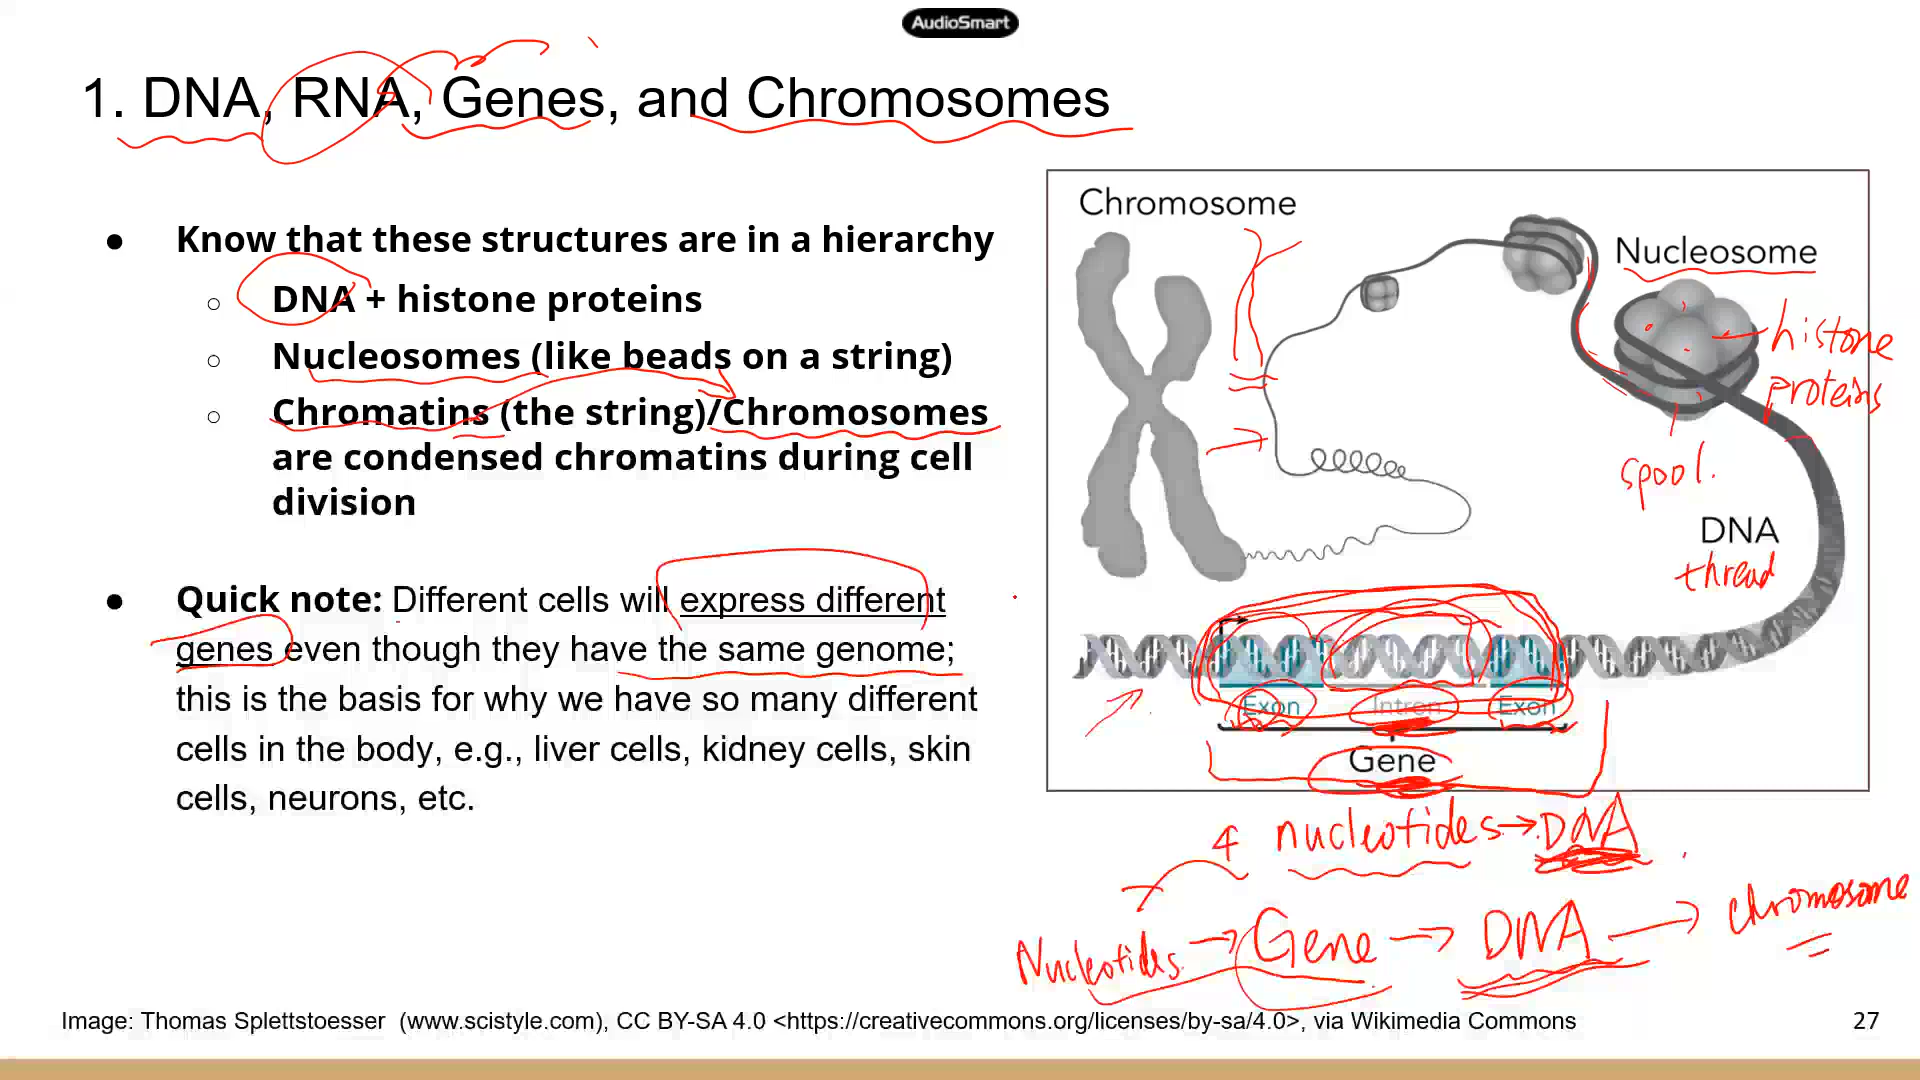 AudioSmart
1. DNA, RNA, Genes, and Chromosomes
● Know that these structures are in a hierarchy
○ DNA + histone proteins
○ Nucleosomes (like beads on a string)
○ Chromatins (the string)/Chromosomes
are condensed chromatins during cell
division
● Quick note: Different cells will express different
genes even though they have the same genome;
this is the basis for why we have so many different
cells in the body, e.g., liver cells, kidney cells, skin
cells, neurons, etc.
Chromosome
Nucleosome
histone
proteins
spool.
DNA
thread
Exon Intron Exon
Gene
4 nucleotides → DNA
Nucleotides → Gene → DNA → chromosome
Image: Thomas Splettstoesser (www.scistyle.com), CC BY-SA 4.0 <https://creativecommons.org/licenses/by-sa/4.0>, via Wikimedia Commons
27